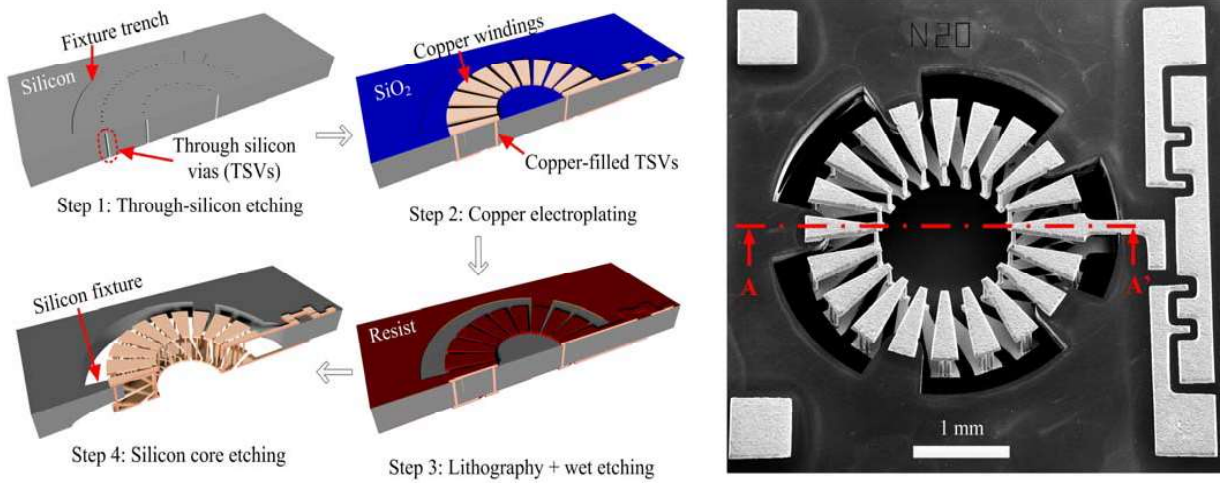 Fixture trench
Silicon
Through silicon
vias (TSVs)
Step 1: Through-silicon etching
Copper windings
SiO₂
Copper-filled TSVs
Step 2: Copper electroplating
Silicon fixture
Step 4: Silicon core etching
Resist
Step 3: Lithography + wet etching
N20
A
A`
1 mm